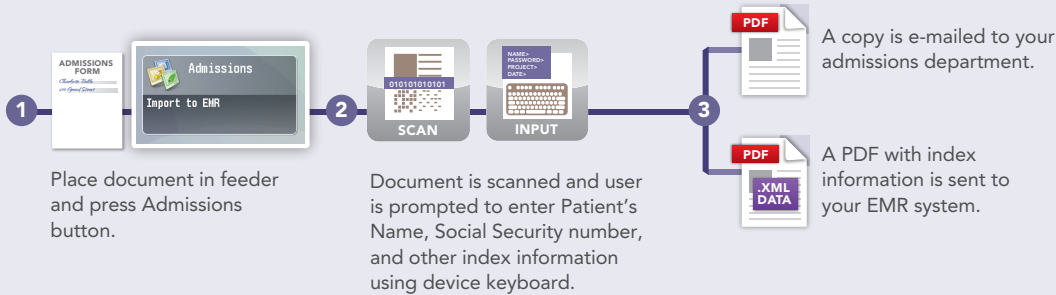 1
ADMISSIONS
FORM
Charlotte Bello
Admissions
Import to EMR
Place document in feeder
and press Admissions
button.
2
010101010101
SCAN
NAME>
PASSWORD>
PROJECT>
DATE>
INPUT
Document is scanned and user
is prompted to enter Patient’s
Name, Social Security number,
and other index information
using device keyboard.
3
PDF
A copy is e-mailed to your
admissions department.
PDF
.XML
DATA
A PDF with index
information is sent to
your EMR system.